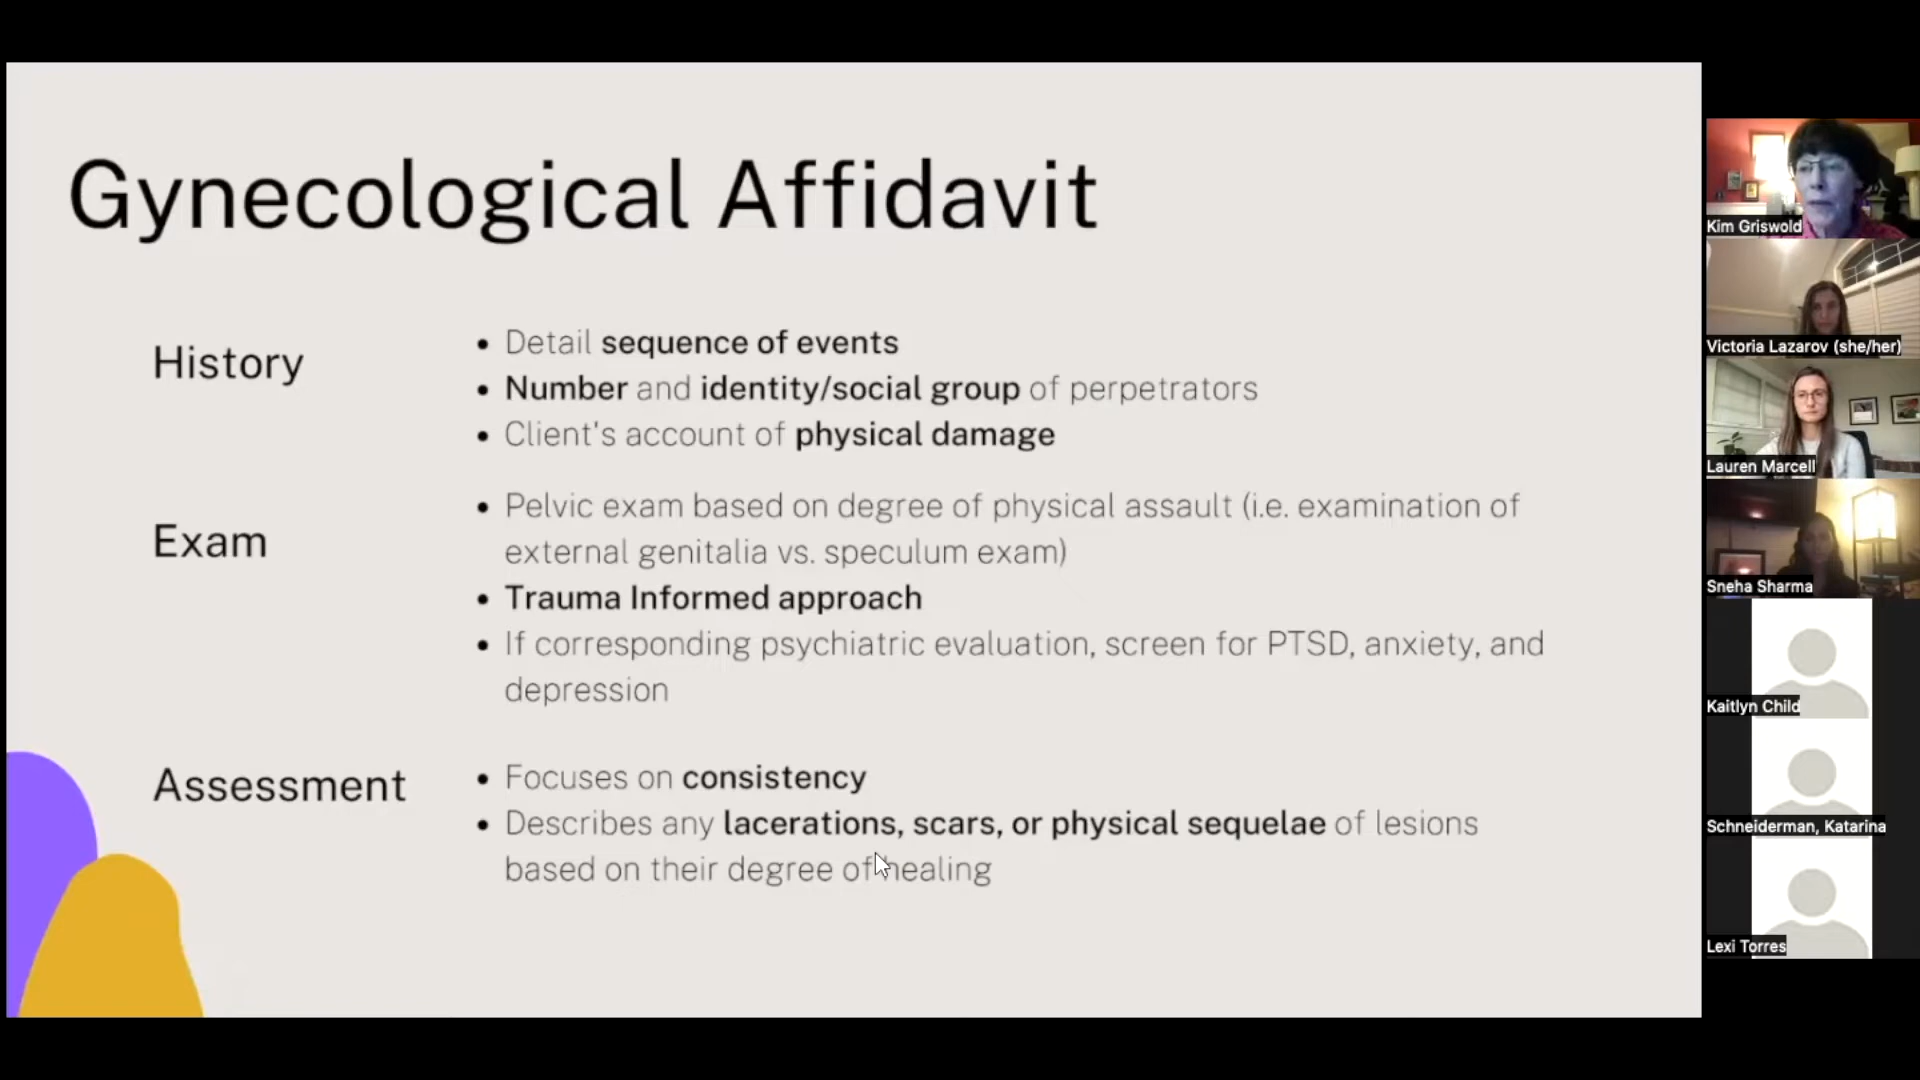 Gynecological Affidavit
History
• Detail sequence of events
• Number and identity/social group of perpetrators
• Client's account of physical damage
Exam
• Pelvic exam based on degree of physical assault (i.e. examination of
external genitalia vs. speculum exam)
• Trauma Informed approach
• If corresponding psychiatric evaluation, screen for PTSD, anxiety, and
depression
Assessment
• Focuses on consistency
• Describes any lacerations, scars, or physical sequelae of lesions
based on their degree of healing
Kim Griswold
Victoria Lazarov (she/her)
Lauren Marcell
Sneha Sharma
Kaitlyn Child
Schneiderman, Katarina
Lexi Torres